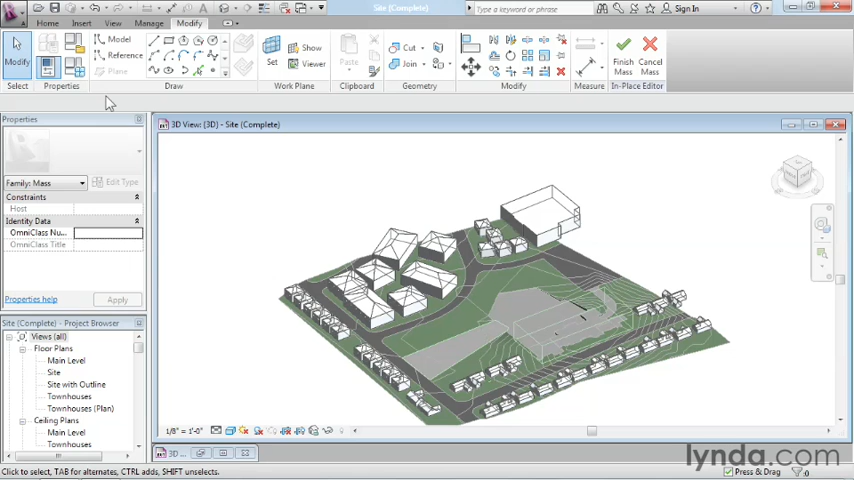 Site (Complete)
Type a keyword or phrase
Sign In
Home Insert View Manage Modify
Modify
Model
Reference
Plane
Set
Show
Viewer
Paste
Cut
Join
Finish Mass
Cancel Mass
Select Properties Draw Work Plane Clipboard Geometry Modify Measure In-Place Editor
Properties
3D View: {3D} - Site (Complete)
Family: Mass
Edit Type
Constraints
Host
Identity Data
OmniClass Nu...
OmniClass Title
Properties help
Apply
Site (Complete) - Project Browser
Views (all)
Floor Plans
Main Level
Site
Site with Outline
Townhouses
Townhouses (Plan)
Ceiling Plans
Main Level
Townhouses
1/8" = 1'-0"
3D ...
lynda.com
Click to select, TAB for alternates, CTRL adds, SHIFT unselects.
Press & Drag
:0